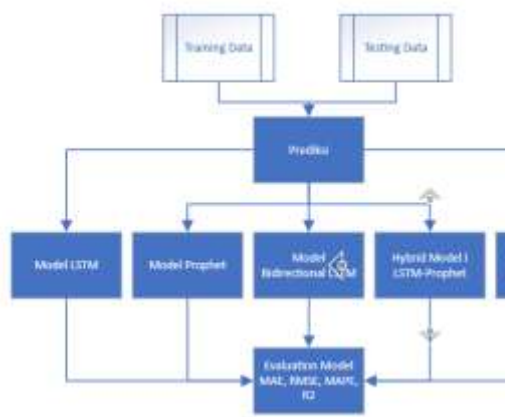 Training Data
Testing Data
Prediksi
Model LSTM
Model Prophet
Model
Bidirectional LSTM
Hybrid Model I
LSTM-Prophet
Evaluation Model
MAE, RMSE, MAPE,
R2